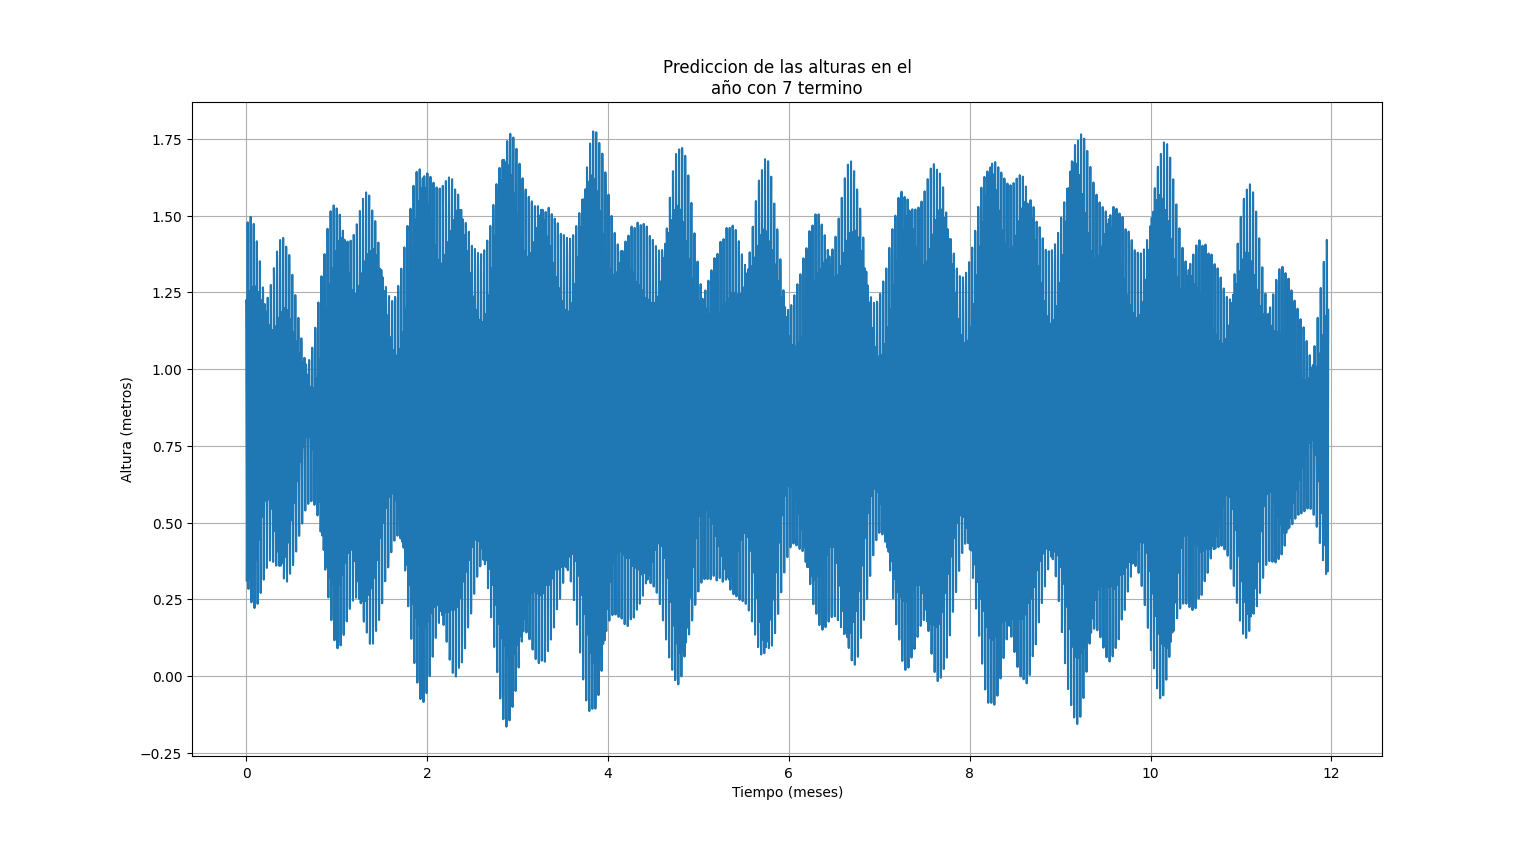 Prediccion de las alturas en el
año con 7 termino
1.75
1.50
1.25
1.00
0.75
0.50
0.25
0.00
−0.25
Altura (metros)
0 2 4 6 8 10 12
Tiempo (meses)